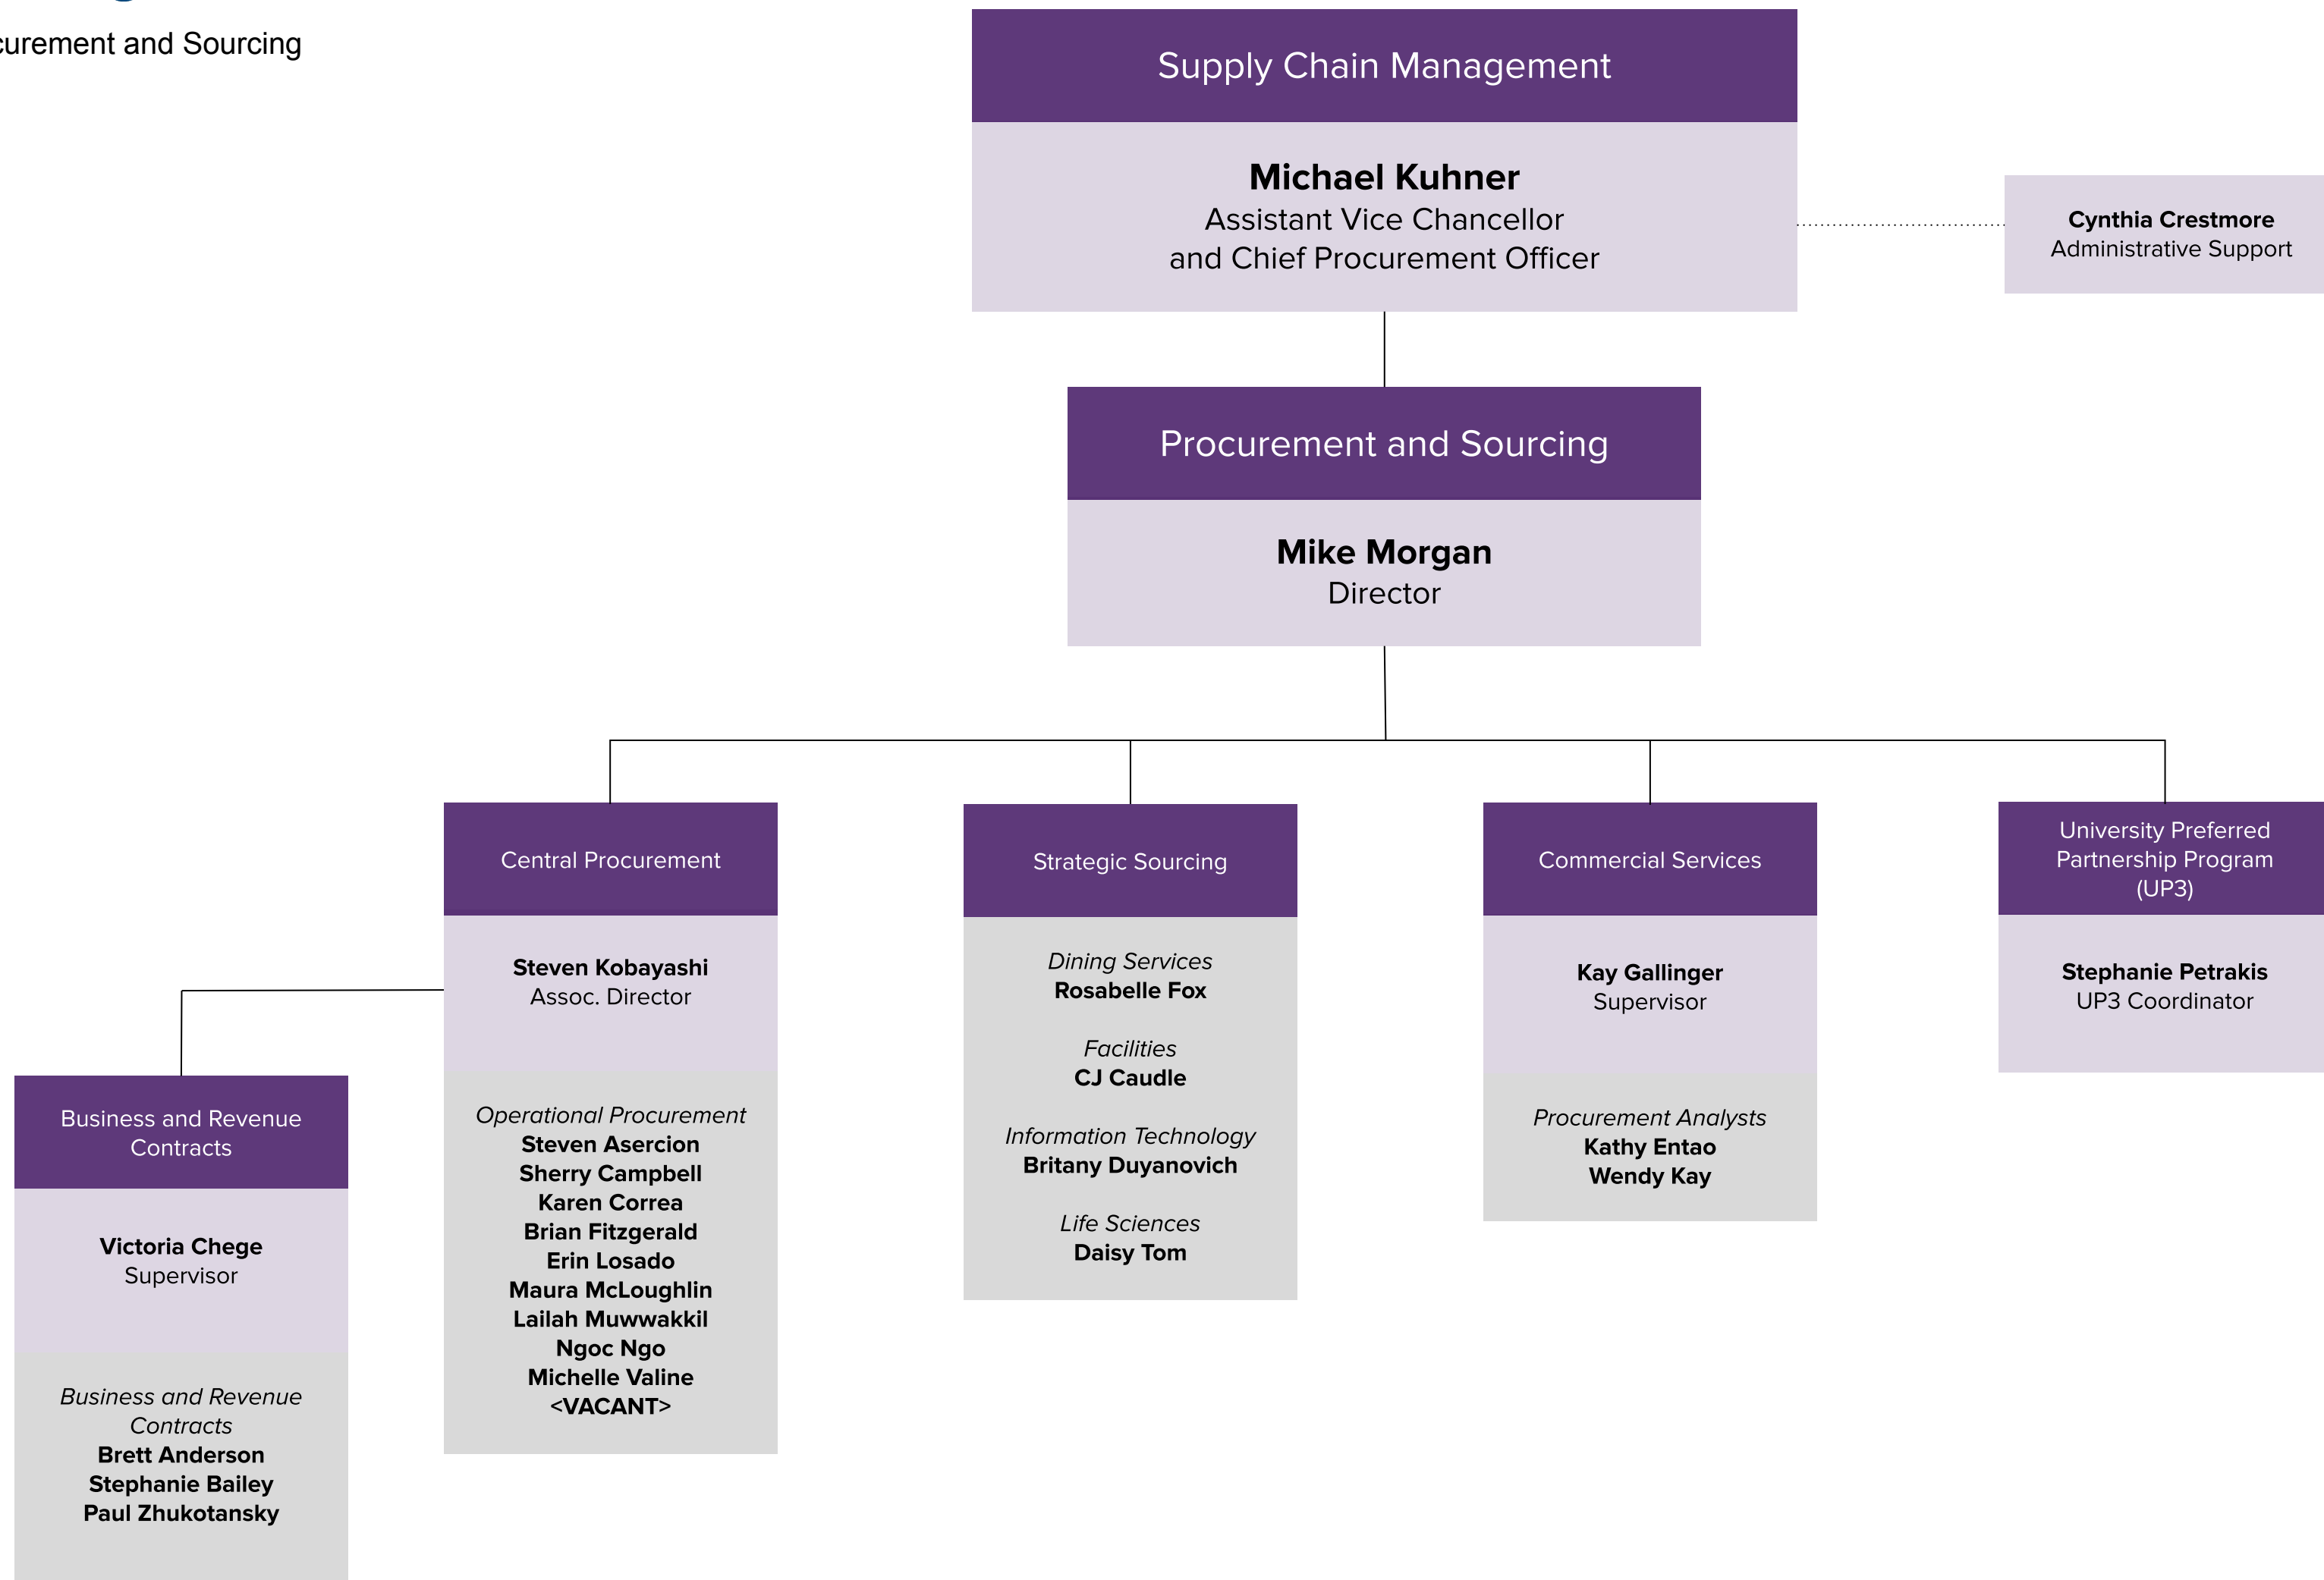 curement and Sourcing
Supply Chain Management
Michael Kuhner
Assistant Vice Chancellor
and Chief Procurement Officer
Cynthia Crestmore
Administrative Support
Procurement and Sourcing
Mike Morgan
Director
Central Procurement
Steven Kobayashi
Assoc. Director
Operational Procurement
Steven Asercion
Sherry Campbell
Karen Correa
Brian Fitzgerald
Erin Losado
Maura McLoughlin
Lailah Muwwakkil
Ngoc Ngo
Michelle Valine
<VACANT>
Business and Revenue
Contracts
Victoria Chege
Supervisor
Business and Revenue
Contracts
Brett Anderson
Stephanie Bailey
Paul Zhukotansky
Strategic Sourcing
Dining Services
Rosabelle Fox
Facilities
CJ Caudle
Information Technology
Britany Duyanovich
Life Sciences
Daisy Tom
Commercial Services
Kay Gallinger
Supervisor
Procurement Analysts
Kathy Entao
Wendy Kay
University Preferred
Partnership Program
(UP3)
Stephanie Petrakis
UP3 Coordinator